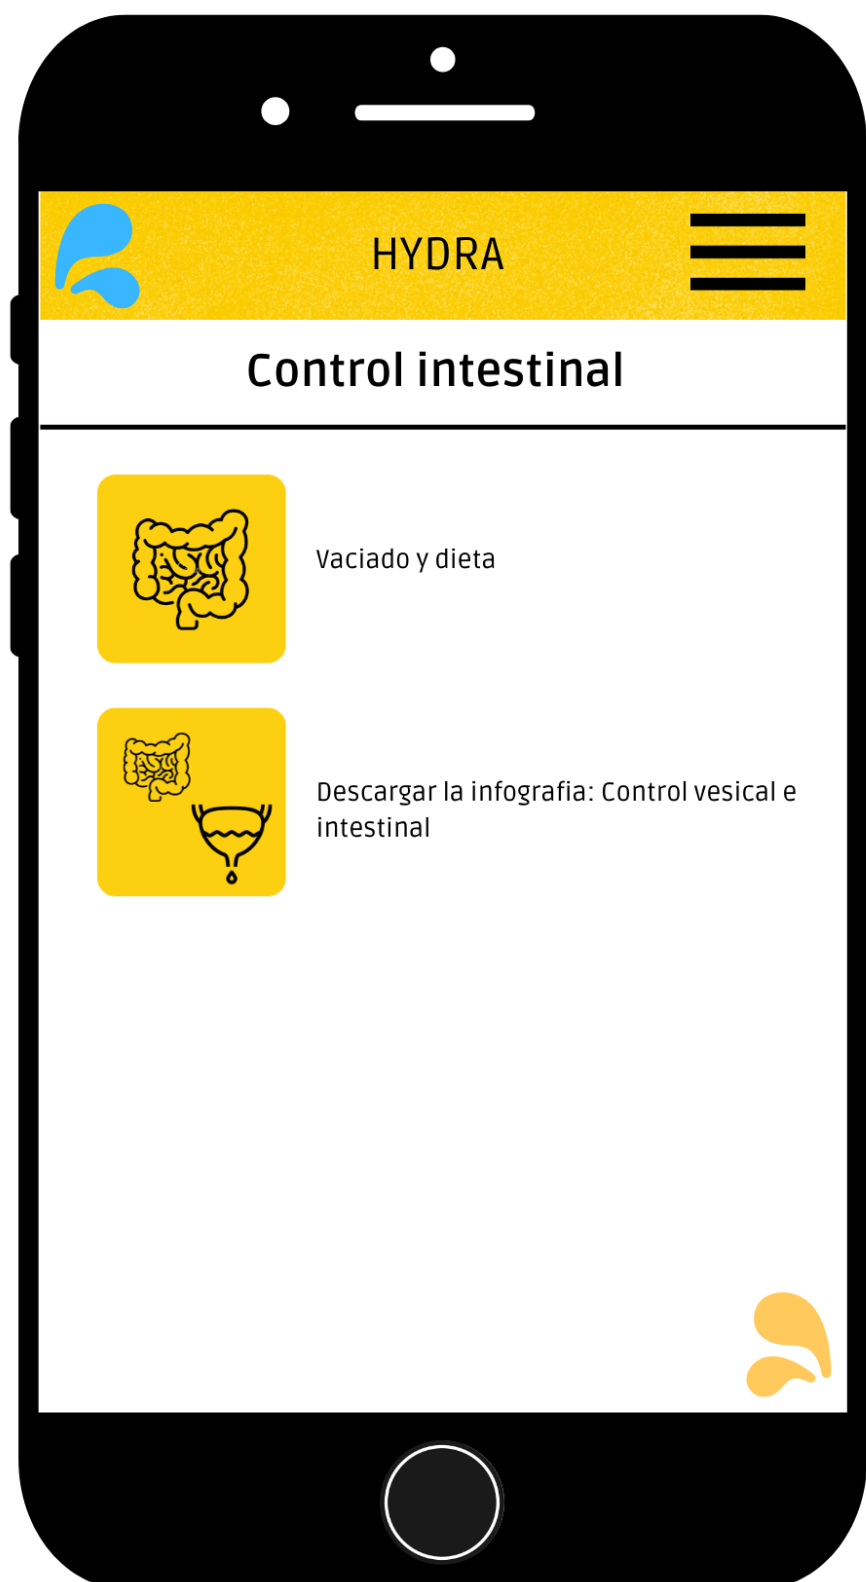 HYDRA
Control intestinal
Vaciado y dieta
Descargar la infografia: Control vesical e
intestinal